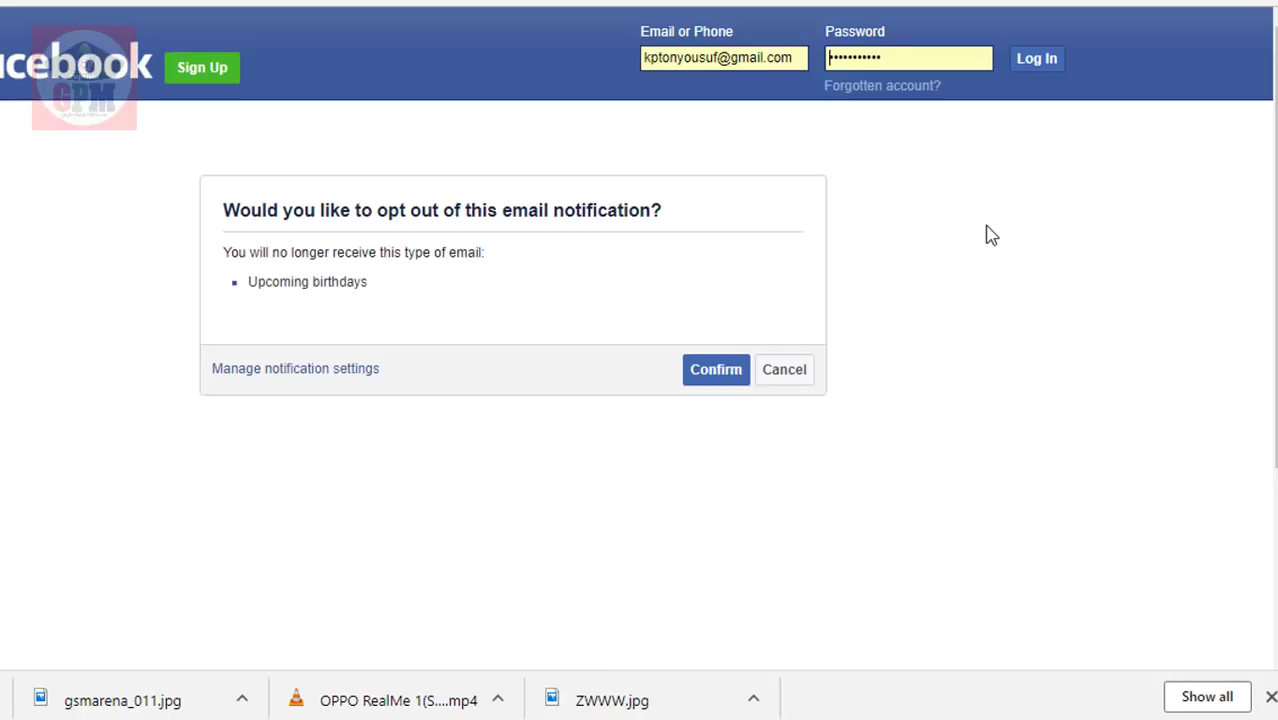 Email or Phone
Password
cebook
Sign Up
kptonyousuf@gmail.com
•••••••••••
Log In
Forgotten account?
GPM
Would you like to opt out of this email notification?
You will no longer receive this type of email:
Upcoming birthdays
Manage notification settings
Confirm
Cancel
gsmarena_011.jpg
OPPO RealMe 1(S....mp4
ZWWW.jpg
Show all